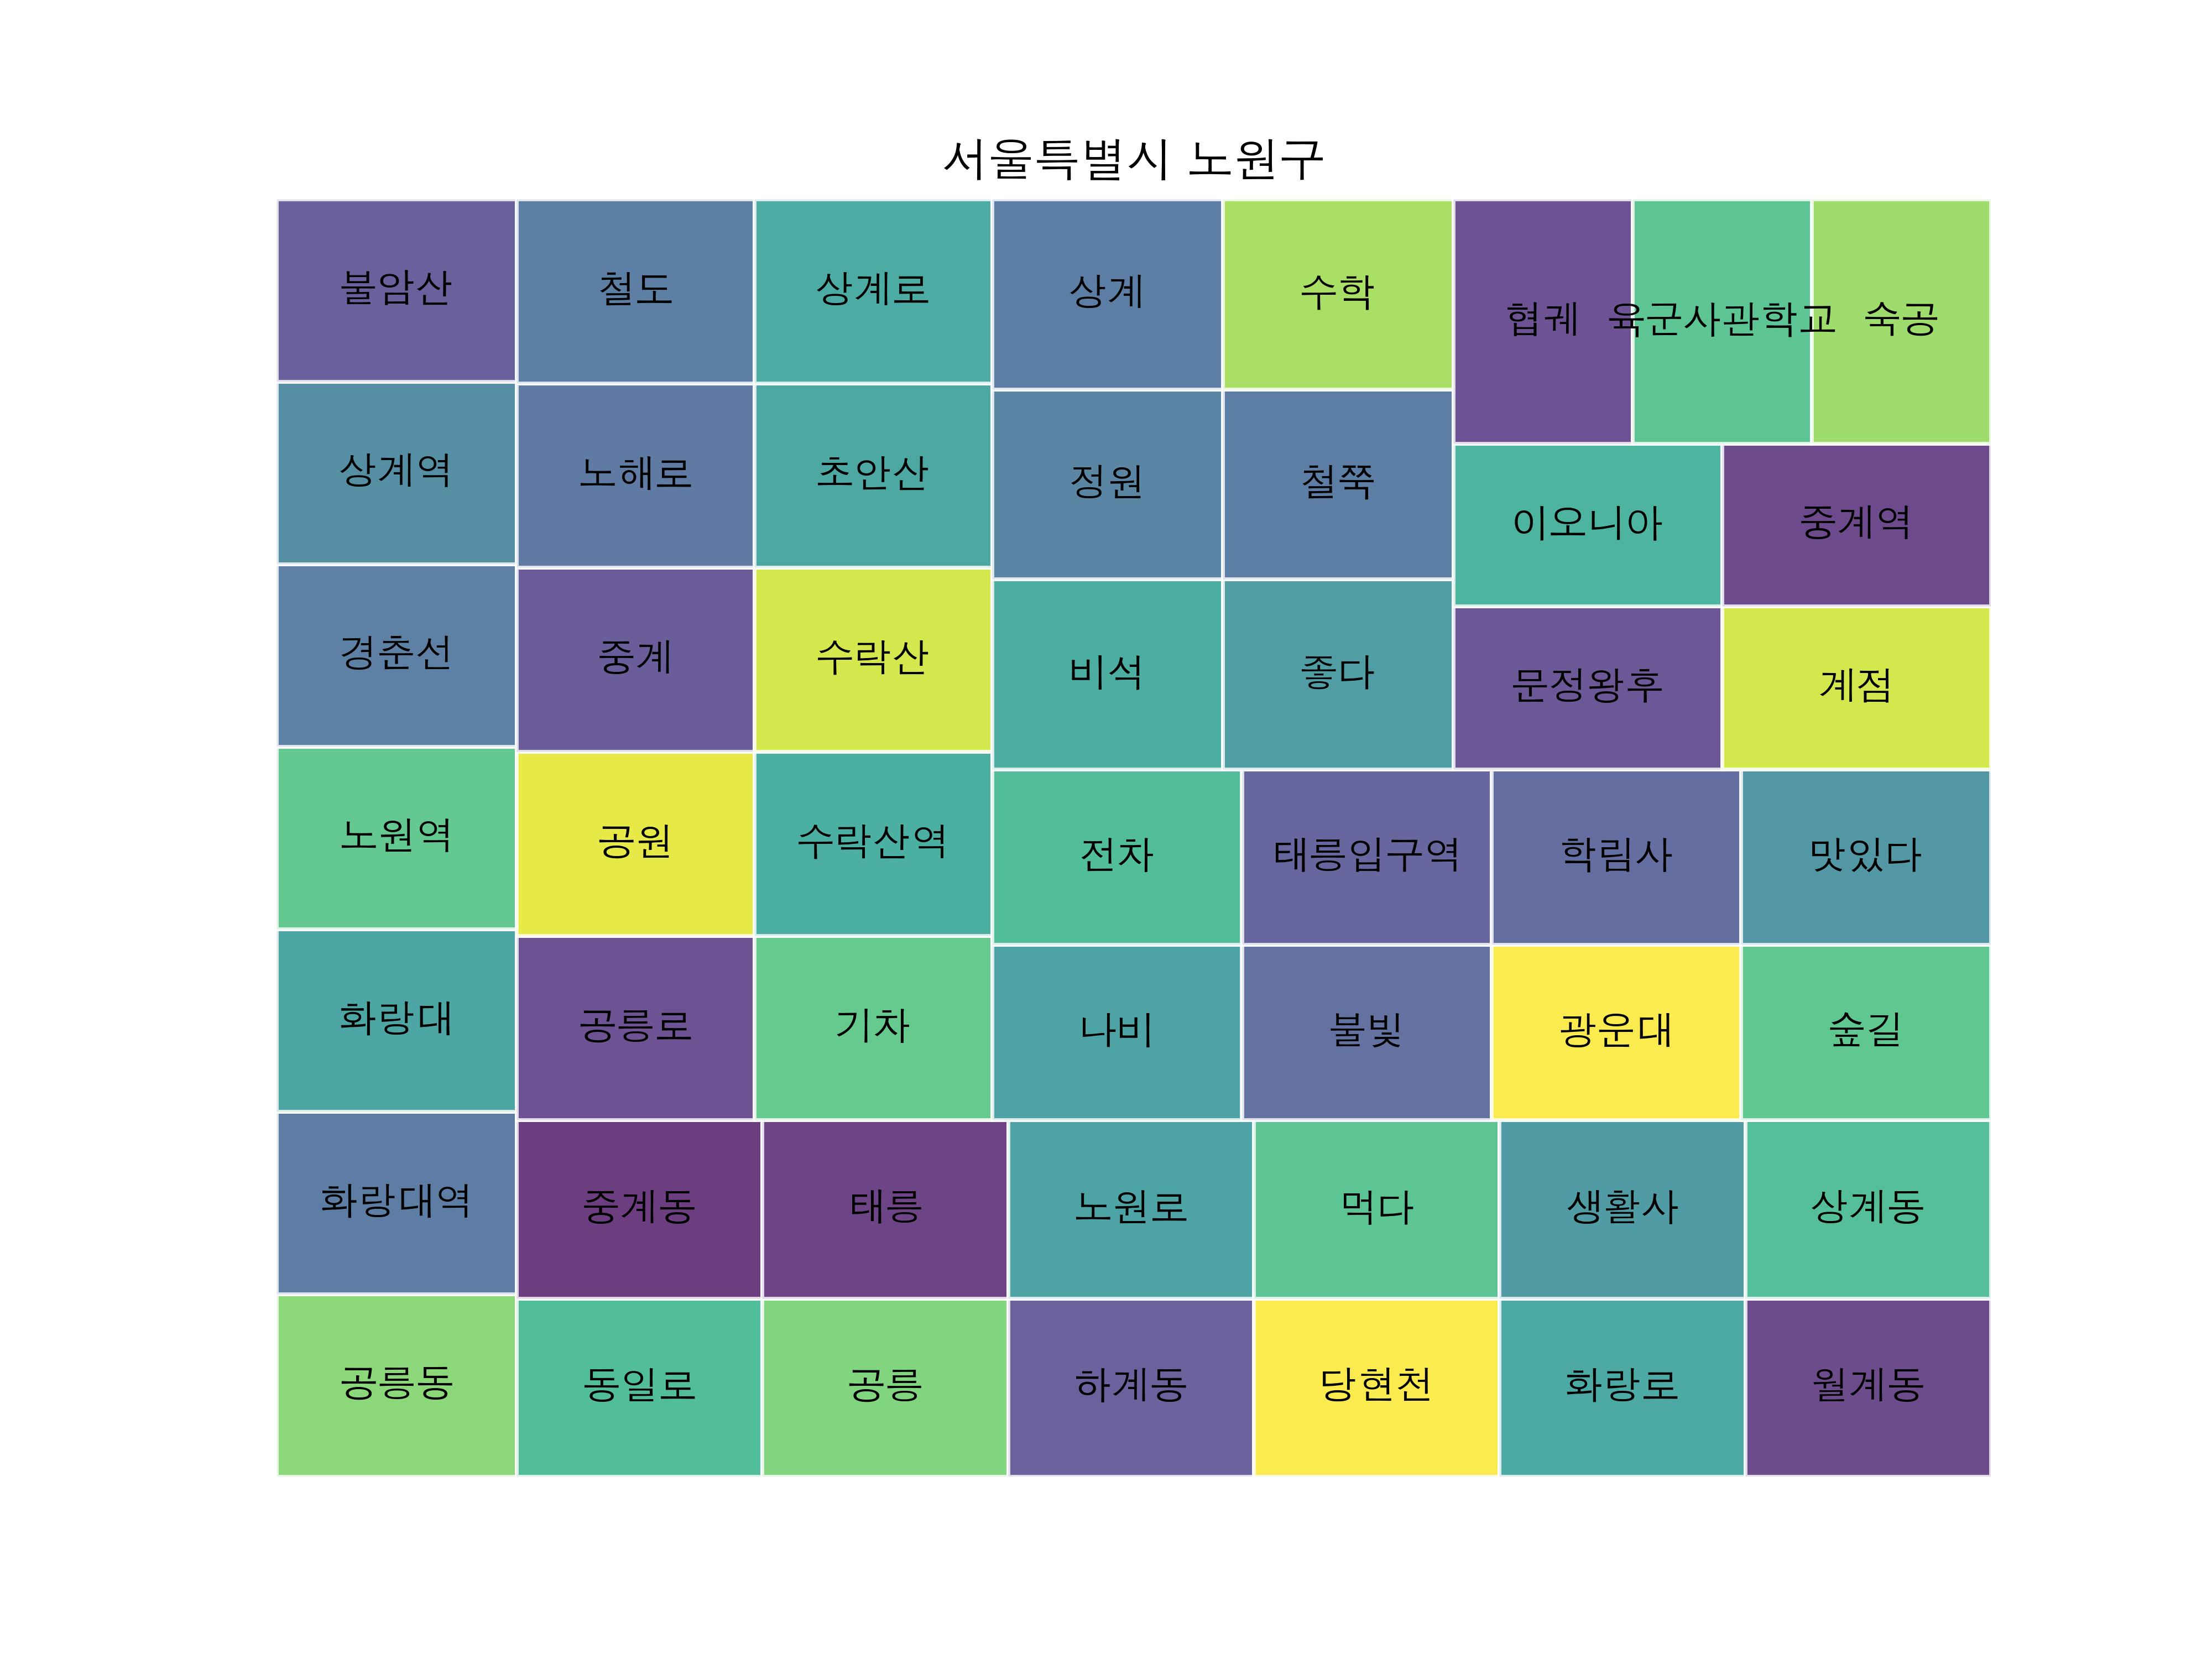 서울특별시 노원구
불암산 철도 상계로 상계 수학 협궤 육군사관학교 숙공
상계역 노해로 초안산 정원 철쭉 이오니아 중계역
경춘선 중계 수락산 비석 좋다 문정왕후 계점
노원역 공원 수락산역 전차 태릉입구역 학림사 맛있다
화랑대 공릉로 기차 나비 불빛 광운대 숲길
화랑대역 중계동 태릉 노원로 먹다 생활사 상계동
공릉동 동일로 공릉 하계동 당현천 화랑로 월계동